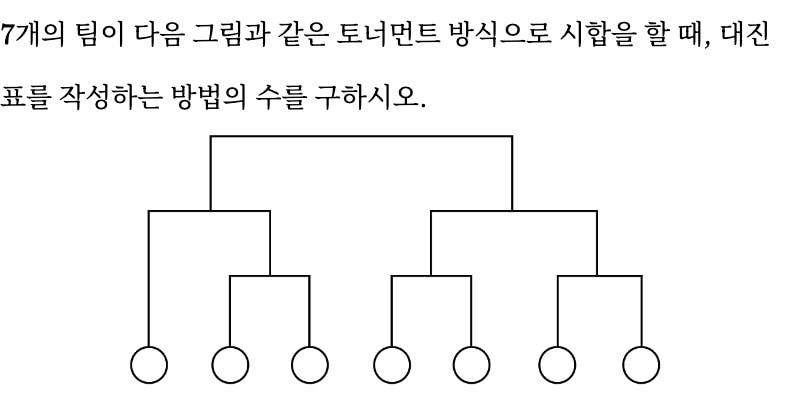 7개의 팀이 다음 그림과 같은 토너먼트 방식으로 시합을 할 때, 대진
표를 작성하는 방법의 수를 구하시오.